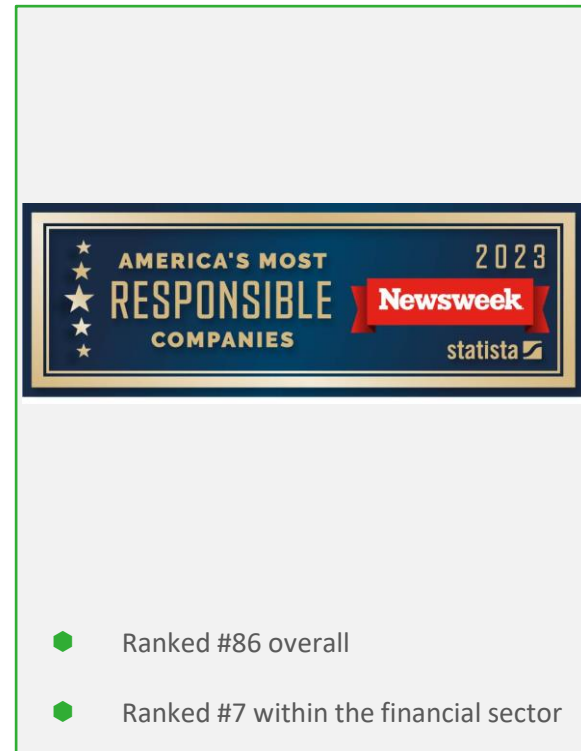 AMERICA'S MOST
RESPONSIBLE
COMPANIES
2023
Newsweek
statista
Ranked #86 overall
Ranked #7 within the financial sector